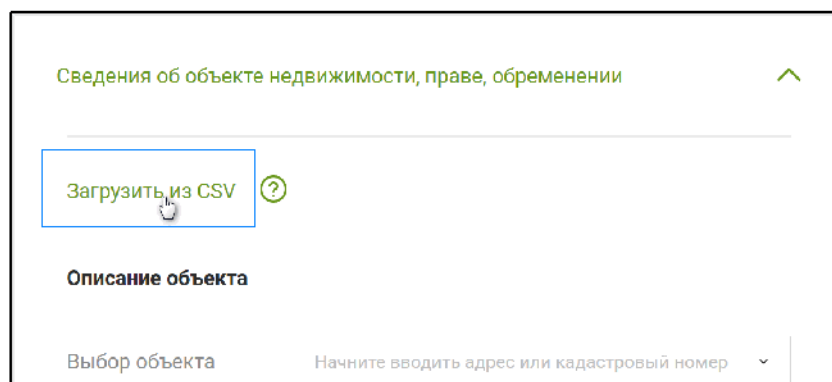 Сведения об объекте недвижимости, праве, обременении
Загрузить из CSV ?
Описание объекта
Выбор объекта Начните вводить адрес или кадастровый номер